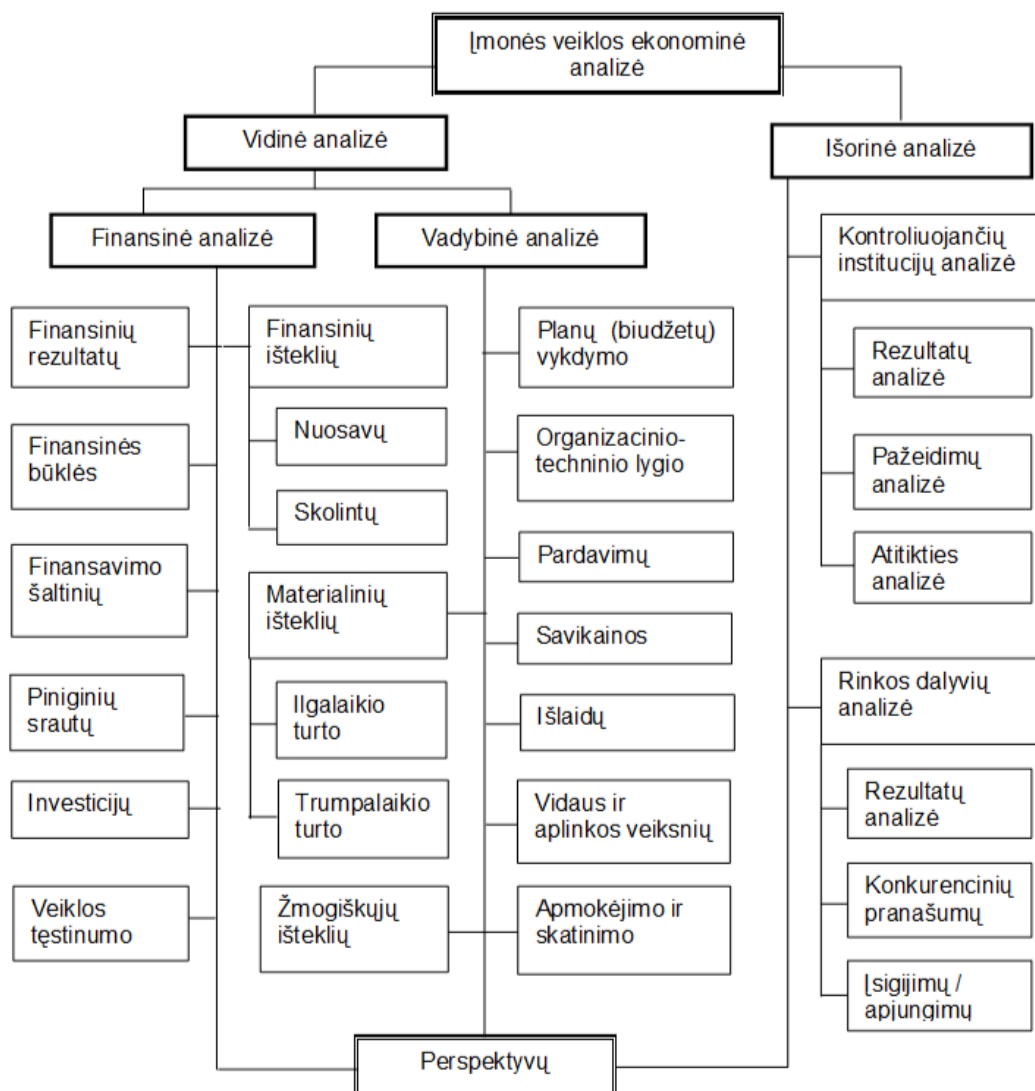 Įmonės veiklos ekonominė
analizė
Vidinė analizė
Išorinė analizė
Finansinė analizė
Vadybinė analizė
Kontroliuojančių
institucijų analizė
Finansinių
rezultatų
Finansinių
išteklių
Planų (biudžetų)
vykdymo
Rezultatų
analizė
Nuosavų
Organizacinio-
techninio lygio
Finansinės
būklės
Pažeidimų
analizė
Skolintų
Pardavimų
Atitikties
analizė
Finansavimo
šaltinių
Materialinių
išteklių
Savikainos
Rinkos dalyvių
analizė
Piniginių
srautų
Ilgalaikio
turto
Išlaidų
Investicijų
Trumpalaikio
turto
Vidaus ir
aplinkos veiksnių
Rezultatų
analizė
Veiklos
tęstinumo
Žmogiškųjų
išteklių
Apmokėjimo ir
skatinimo
Konkurencinių
pranašumų
Įsigijimų /
apjungimų
Perspektyvų